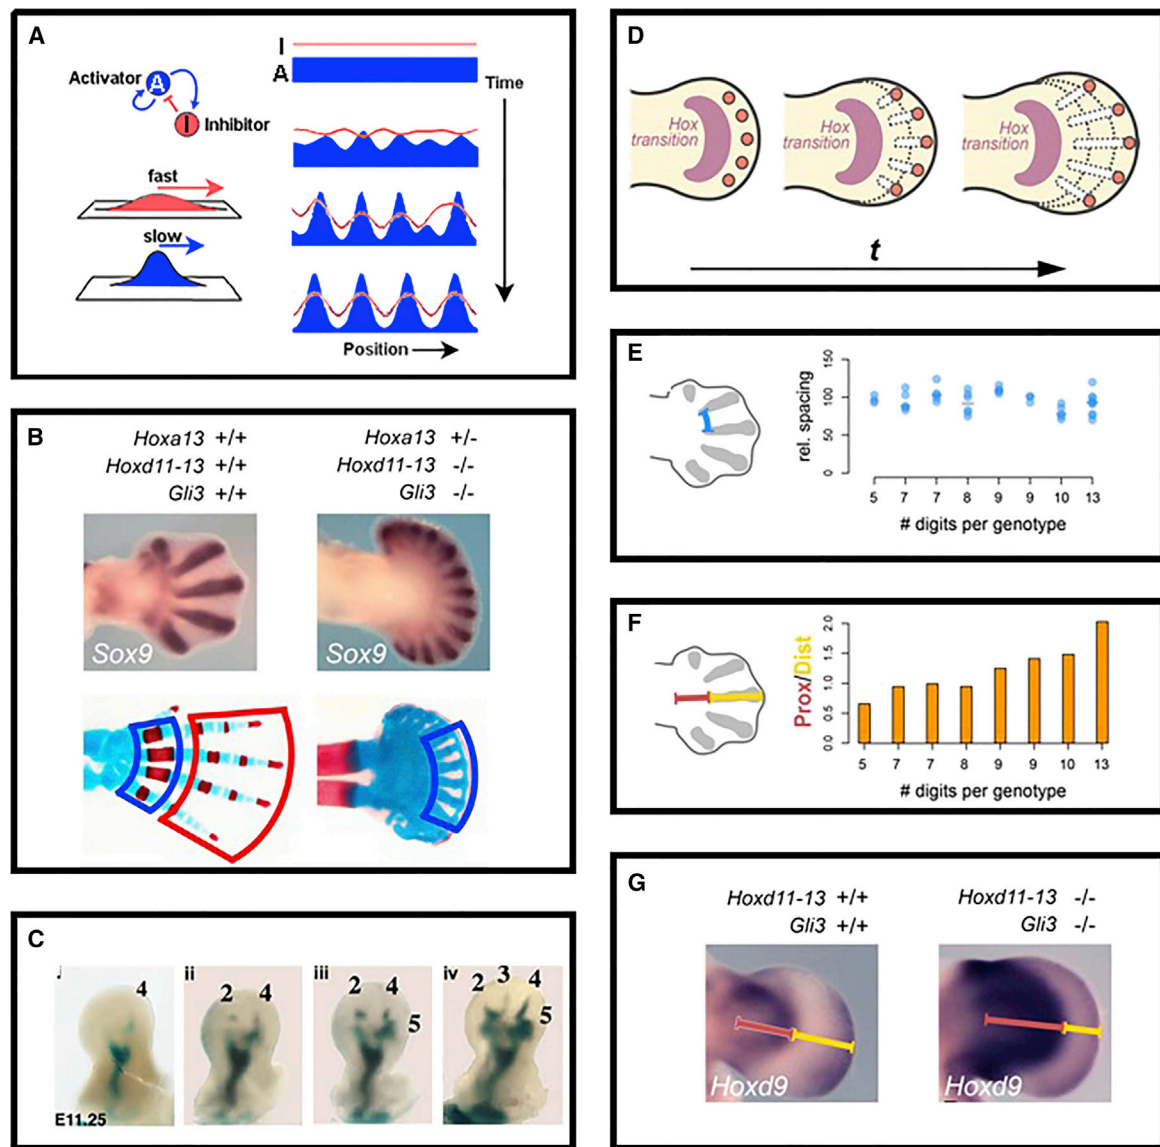 A
Activator
A
I
Inhibitor
fast
slow
I
A
Time
Position
B
Hoxa13 +/+
Hoxd11-13 +/+
Gli3 +/+
Hoxa13 +/-
Hoxd11-13 -/-
Gli3 -/-
Sox9
Sox9
C
4
E11.25
ii
2 4
iii
2 4
5
iv
2 3 4
5
D
Hox
transition
Hox
transition
Hox
transition
t
E
rel. spacing
0 50 100 150
5 7 7 8 9 9 10 13
# digits per genotype
F
Prox/Dist
0.0 0.5 1.0 1.5 2.0
5 7 7 8 9 9 10 13
# digits per genotype
G
Hoxd11-13 +/+
Gli3 +/+
Hoxd11-13 -/-
Gli3 -/-
Hoxd9
Hoxd9